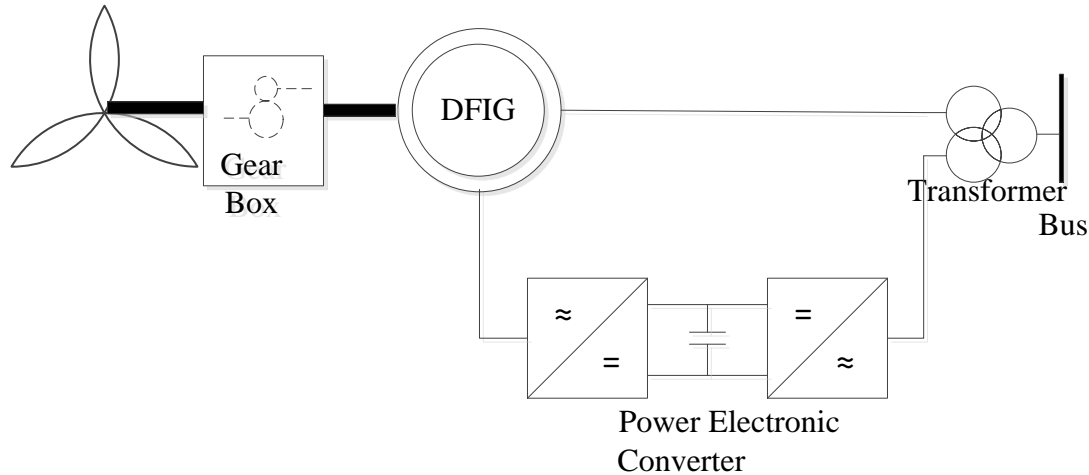 DFIG
Gear
Box
Transformer
Bus
≈
=
=
≈
Power Electronic
Converter